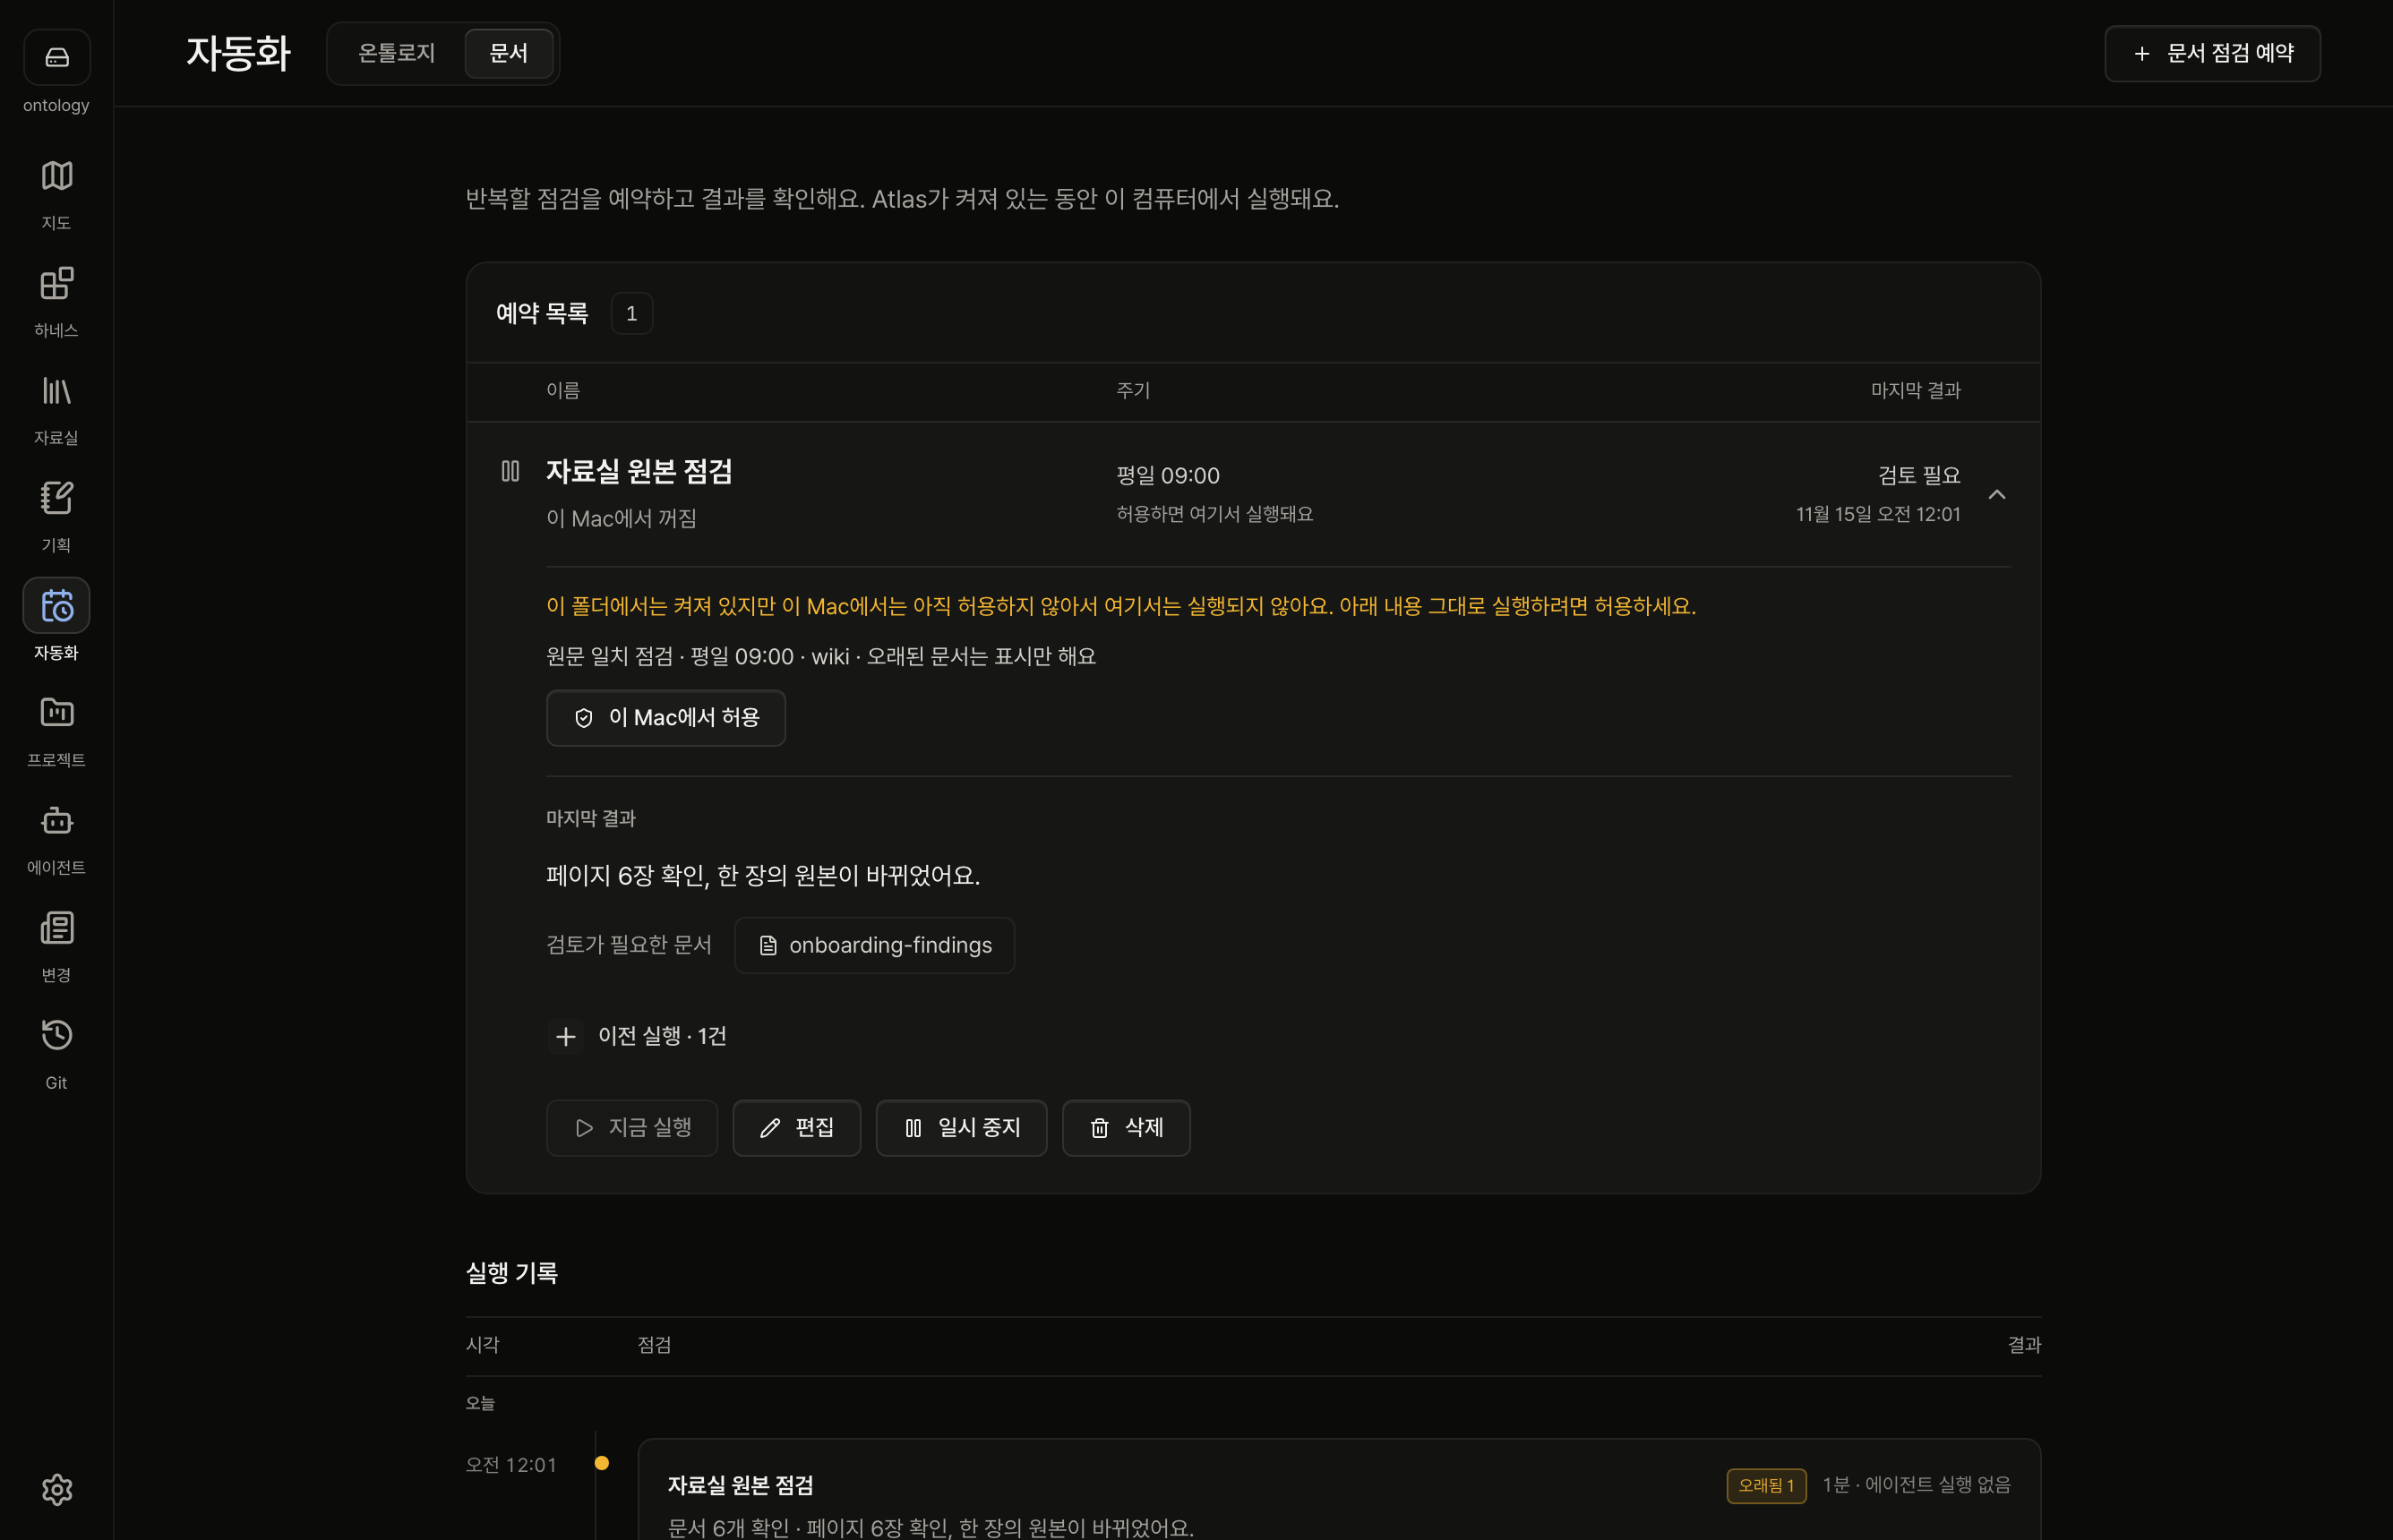 자동화
온톨로지
문서
문서 점검 예약
ontology
지도
하네스
자료실
기획
자동화
프로젝트
에이전트
변경
Git
반복할 점검을 예약하고 결과를 확인해요. Atlas가 켜져 있는 동안 이 컴퓨터에서 실행돼요.
예약 목록 1
이름 주기 마지막 결과
자료실 원본 점검
이 Mac에서 꺼짐
평일 09:00
허용하면 여기서 실행돼요
검토 필요
11월 15일 오전 12:01
이 폴더에서는 켜져 있지만 이 Mac에서는 아직 허용하지 않아서 여기서는 실행되지 않아요. 아래 내용 그대로 실행하려면 허용하세요.
원문 일치 점검 · 평일 09:00 · wiki · 오래된 문서는 표시만 해요
이 Mac에서 허용
마지막 결과
페이지 6장 확인, 한 장의 원본이 바뀌었어요.
검토가 필요한 문서 onboarding-findings
이전 실행 · 1건
지금 실행 편집 일시 중지 삭제
실행 기록
시각 점검 결과
오늘
오전 12:01
자료실 원본 점검
오래됨 1 1분 · 에이전트 실행 없음
문서 6개 확인 · 페이지 6장 확인, 한 장의 원본이 바뀌었어요.